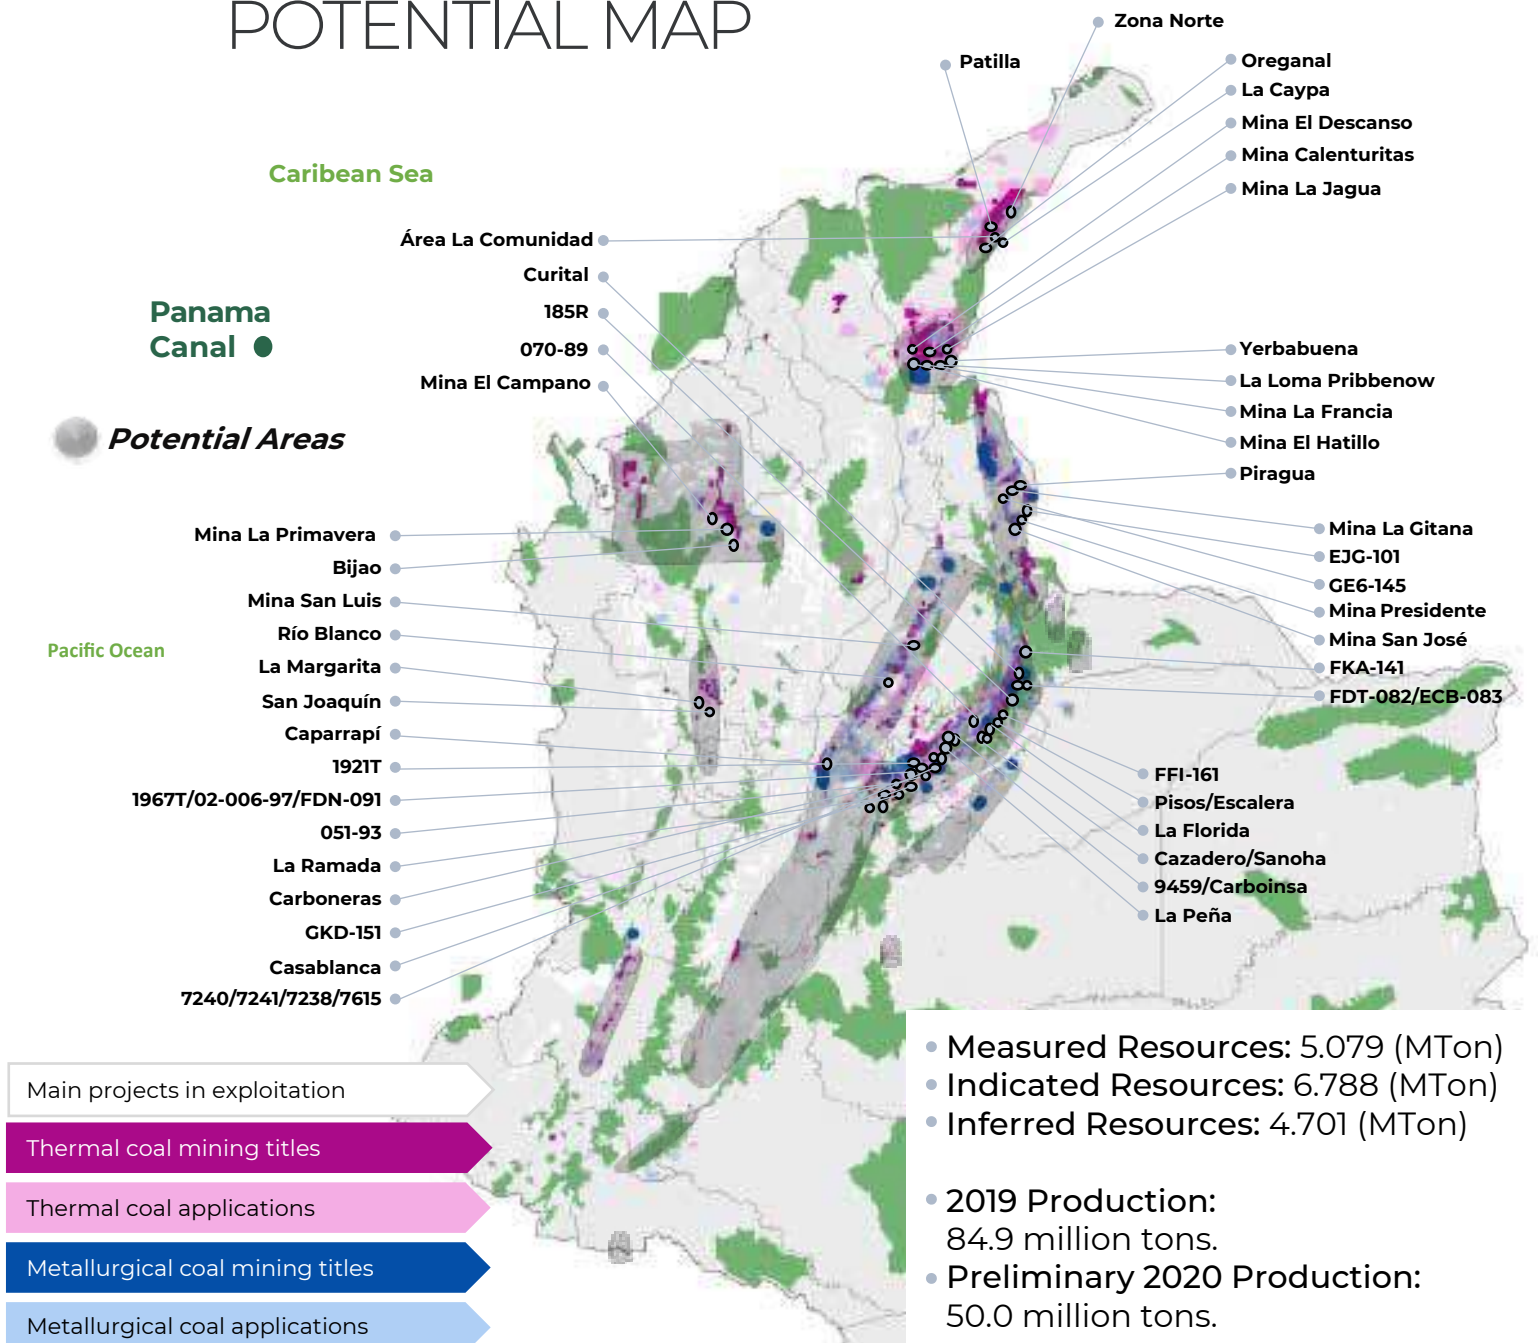 POTENTIAL MAP
Zona Norte
Patilla
Oreganal
La Caypa
Mina El Descanso
Mina Calenturitas
Mina La Jagua
Caribean Sea
Área La Comunidad
Curital
185R
070-89
Mina El Campano
Panama
Canal
Potential Areas
Yerbabuena
La Loma Pribbenow
Mina La Francia
Mina El Hatillo
Piragua
Mina La Gitana
EJG-101
GE6-145
Mina Presidente
Mina San José
FKA-141
FDT-082/ECB-083
Mina La Primavera
Bijao
Mina San Luis
Río Blanco
La Margarita
San Joaquín
Caparrapí
1921T
1967T/02-006-97/FDN-091
051-93
La Ramada
Carboneras
GKD-151
Casablanca
7240/7241/7238/7615
Pacific Ocean
FFI-161
Pisos/Escalera
La Florida
Cazadero/Sanoha
9459/Carboinsa
La Peña
Main projects in exploitation
Thermal coal mining titles
Thermal coal applications
Metallurgical coal mining titles
Metallurgical coal applications
Measured Resources: 5.079 (MTon)
Indicated Resources: 6.788 (MTon)
Inferred Resources: 4.701 (MTon)
2019 Production:
84.9 million tons.
Preliminary 2020 Production:
50.0 million tons.